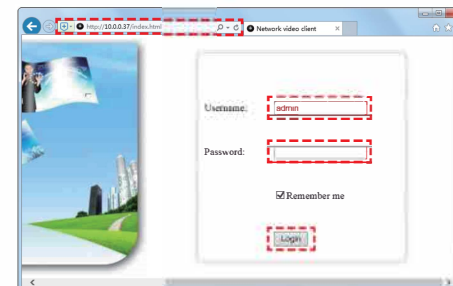 http://10.0.0.37/index.html
Network video client
Username:
admin
Password:
Remember me
Login